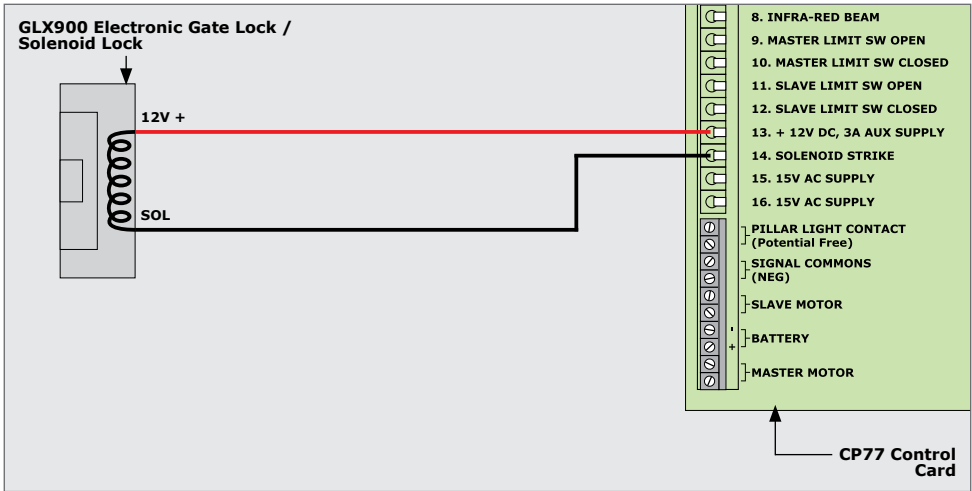 GLX900 Electronic Gate Lock /
Solenoid Lock
12V +
SOL
8. INFRA-RED BEAM
9. MASTER LIMIT SW OPEN
10. MASTER LIMIT SW CLOSED
11. SLAVE LIMIT SW OPEN
12. SLAVE LIMIT SW CLOSED
13. + 12V DC, 3A AUX SUPPLY
14. SOLENOID STRIKE
15. 15V AC SUPPLY
16. 15V AC SUPPLY
PILLAR LIGHT CONTACT
(Potential Free)
SIGNAL COMMONS
(NEG)
SLAVE MOTOR
-
BATTERY
+
MASTER MOTOR
CP77 Control
Card